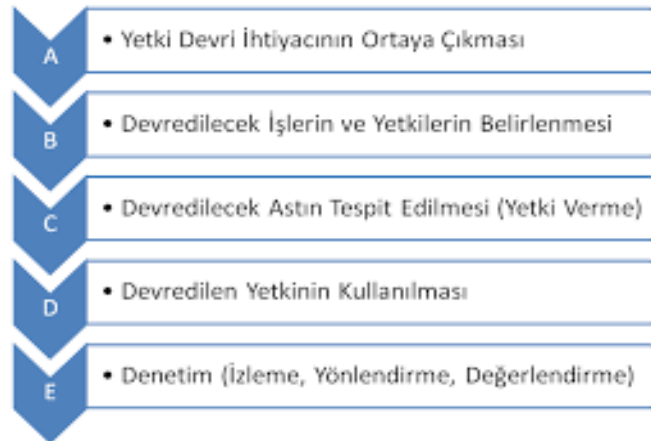 A
• Yetki Devri İhtiyacının Ortaya Çıkması
B
• Devredilecek İşlerin ve Yetkilerin Belirlenmesi
C
• Devredilecek Astın Tespit Edilmesi (Yetki Verme)
D
• Devredilen Yetkinin Kullanılması
E
• Denetim (İzleme, Yönlendirme, Değerlendirme)